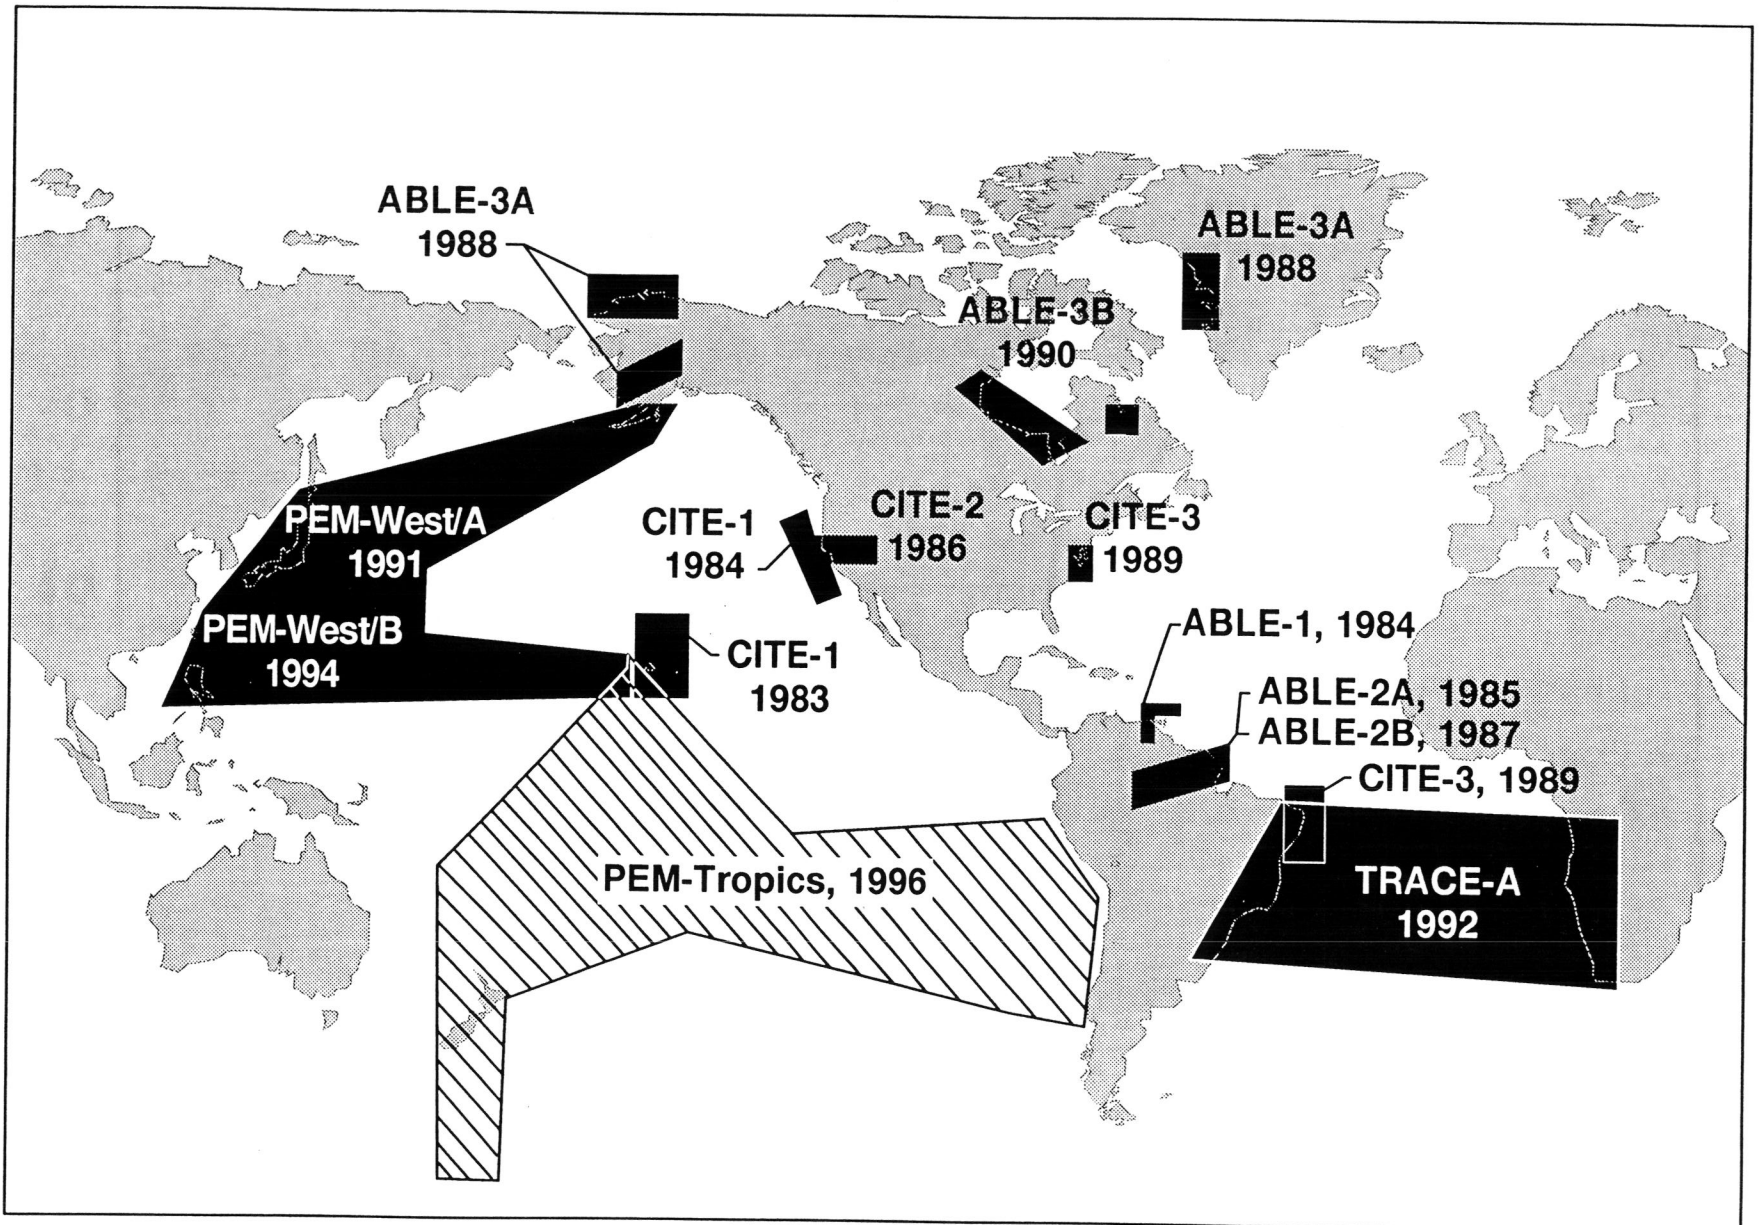 ABLE-3A
1988
ABLE-3A
1988
ABLE-3B
1990
PEM-West/A
1991
CITE-1
1984
CITE-2
1986
CITE-3
1989
PEM-West/B
1994
CITE-1
1983
ABLE-1, 1984
ABLE-2A, 1985
ABLE-2B, 1987
CITE-3, 1989
PEM-Tropics, 1996
TRACE-A
1992